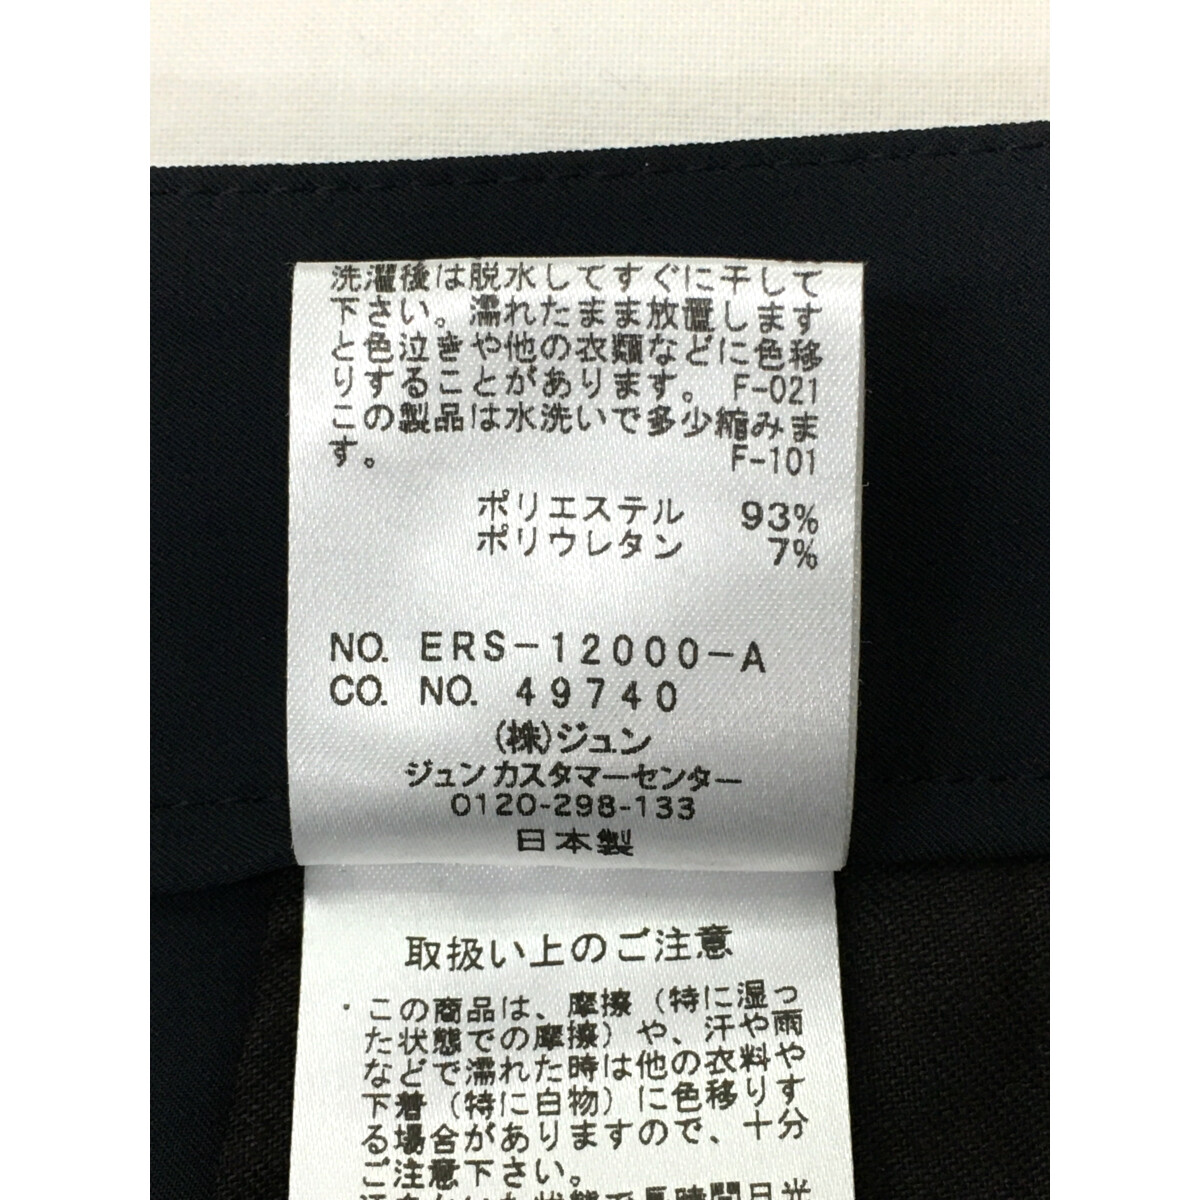 洗濯後は脱水してすぐに干して
下さい。濡れたまま放置します
と色泣きや他の衣類などに色移
りすることがあります。 F-021
この製品は水洗いで多少縮みま
す。 F-101
ポリエステル 93%
ポリウレタン 7%
NO. ERS-12000-A
CO. NO. 49740
(株)ジュン
ジュンカスタマーセンター
0120-298-133
日本製
取扱い上のご注意
・この商品は、摩擦(特に湿っ
た状態での摩擦)や、汗や雨
などで濡れた時は他の衣料や
下着(特に白物)に色移りす
る場合がありますので、十分
ご注意下さい。